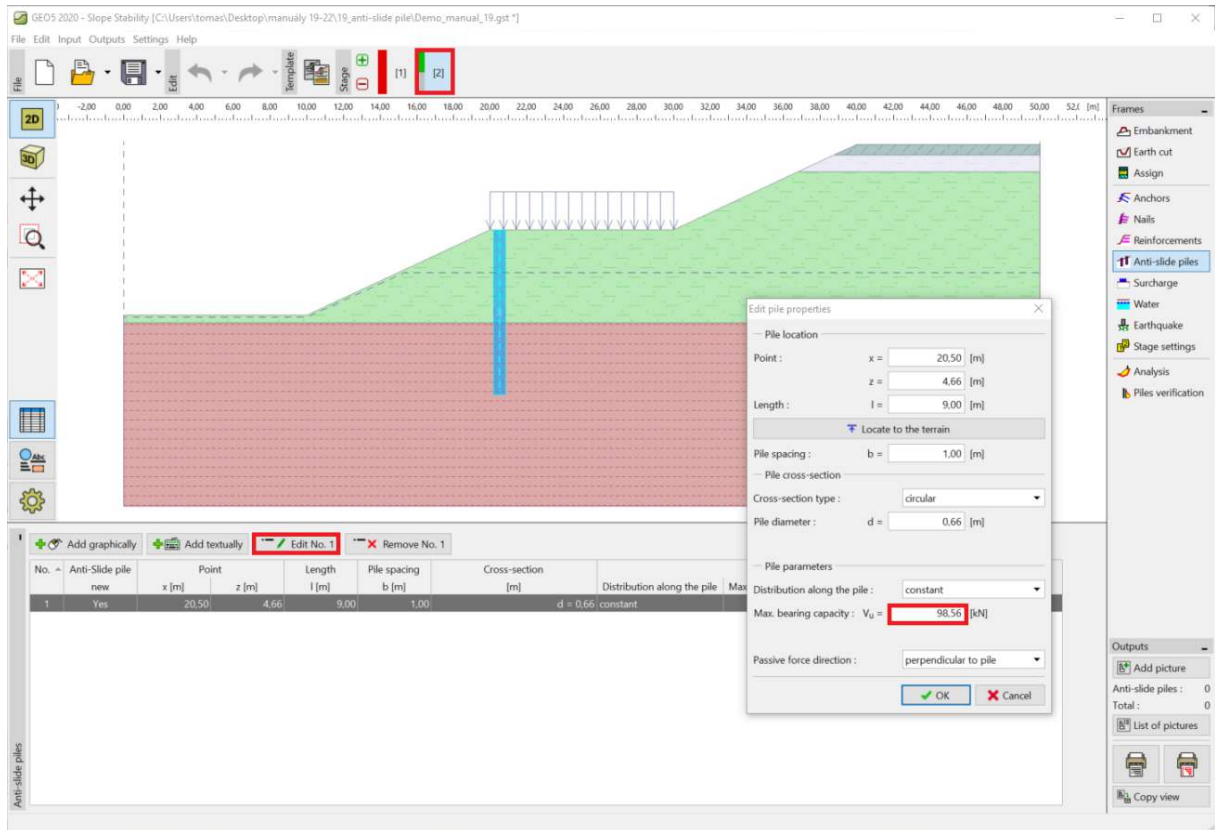 GEO5 2020 - Slope Stability [C:\Users\tomas\Desktop\manuály 19-22\19_anti-slide pile\Demo_manual_19.gst *]
File Edit Input Outputs Settings Help
File
Edit
Template
Stage
[1]
[2]
2D
3D
-2,00 0,00 2,00 4,00 6,00 8,00 10,00 12,00 14,00 16,00 18,00 20,00 22,00 24,00 26,00 28,00 30,00 32,00 34,00 36,00 38,00 40,00 42,00 44,00 46,00 48,00 50,00 52,( [m]
Frames
Embankment
Earth cut
Assign
Anchors
Nails
Reinforcements
Anti-slide piles
Surcharge
Water
Earthquake
Stage settings
Analysis
Piles verification
Edit pile properties
Pile location
Point : x = 20,50 [m]
z = 4,66 [m]
Length : l = 9,00 [m]
Locate to the terrain
Pile spacing : b = 1,00 [m]
Pile cross-section
Cross-section type : circular
Pile diameter : d = 0,66 [m]
Pile parameters
Distribution along the pile : constant
Max. bearing capacity : Vu = 98,56 [kN]
Passive force direction : perpendicular to pile
OK
Cancel
Abc
Add graphically
Add textually
Edit No. 1
Remove No. 1
No. Anti-Slide pile Point Length Pile spacing Cross-section
new x [m] z [m] l [m] b [m] [m] Distribution along the pile Max
1 Yes 20,50 4,66 9,00 1,00 d = 0,66 constant
Anti-slide piles
Outputs
Add picture
Anti-slide piles : 0
Total : 0
List of pictures
Copy view